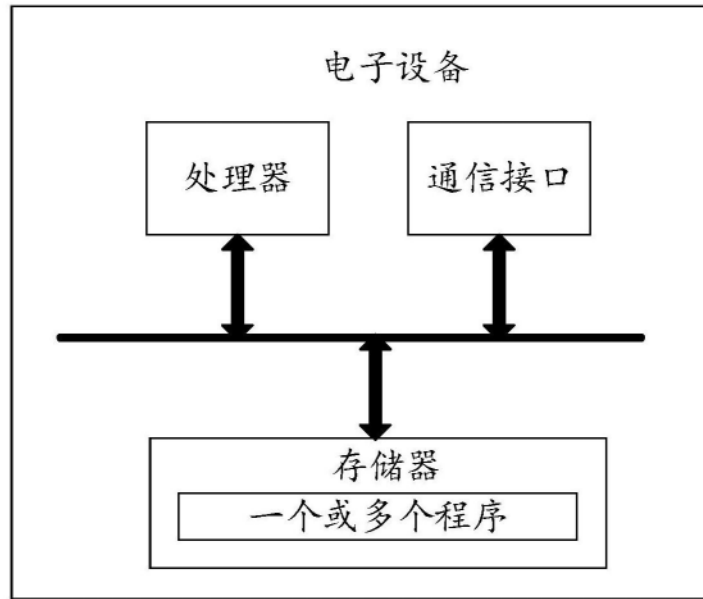 电子设备
处理器
通信接口
存储器
一个或多个程序